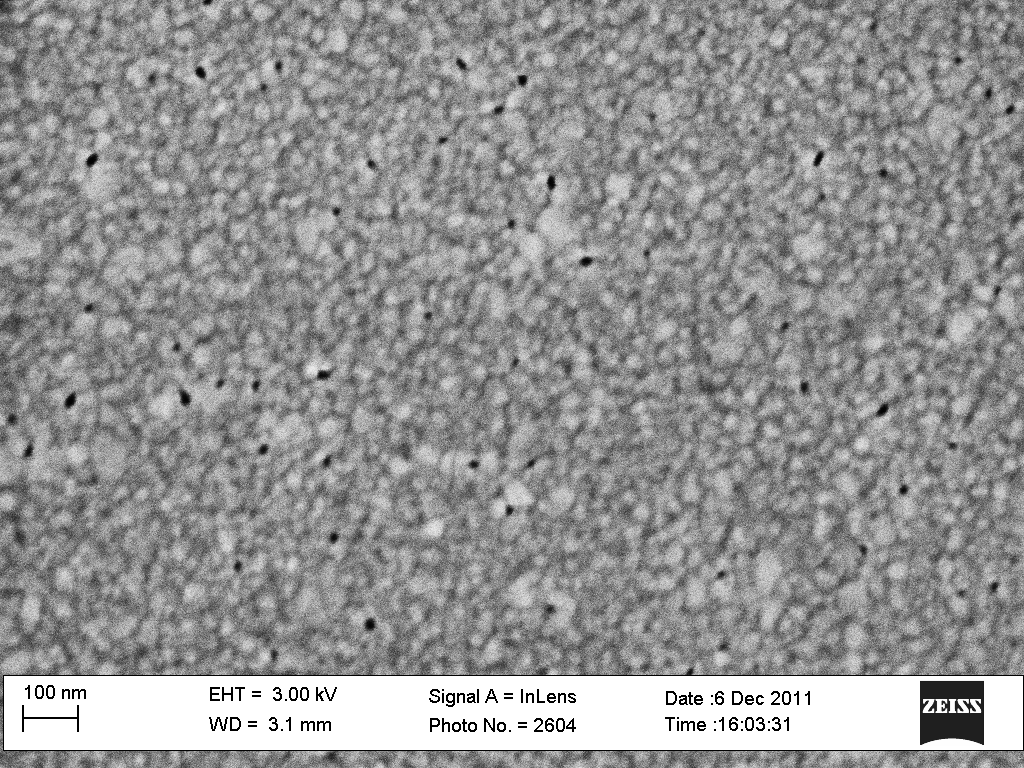 100 nm
EHT = 3.00 kV
WD = 3.1 mm
Signal A = InLens
Photo No. = 2604
Date :6 Dec 2011
Time :16:03:31
ZEISS